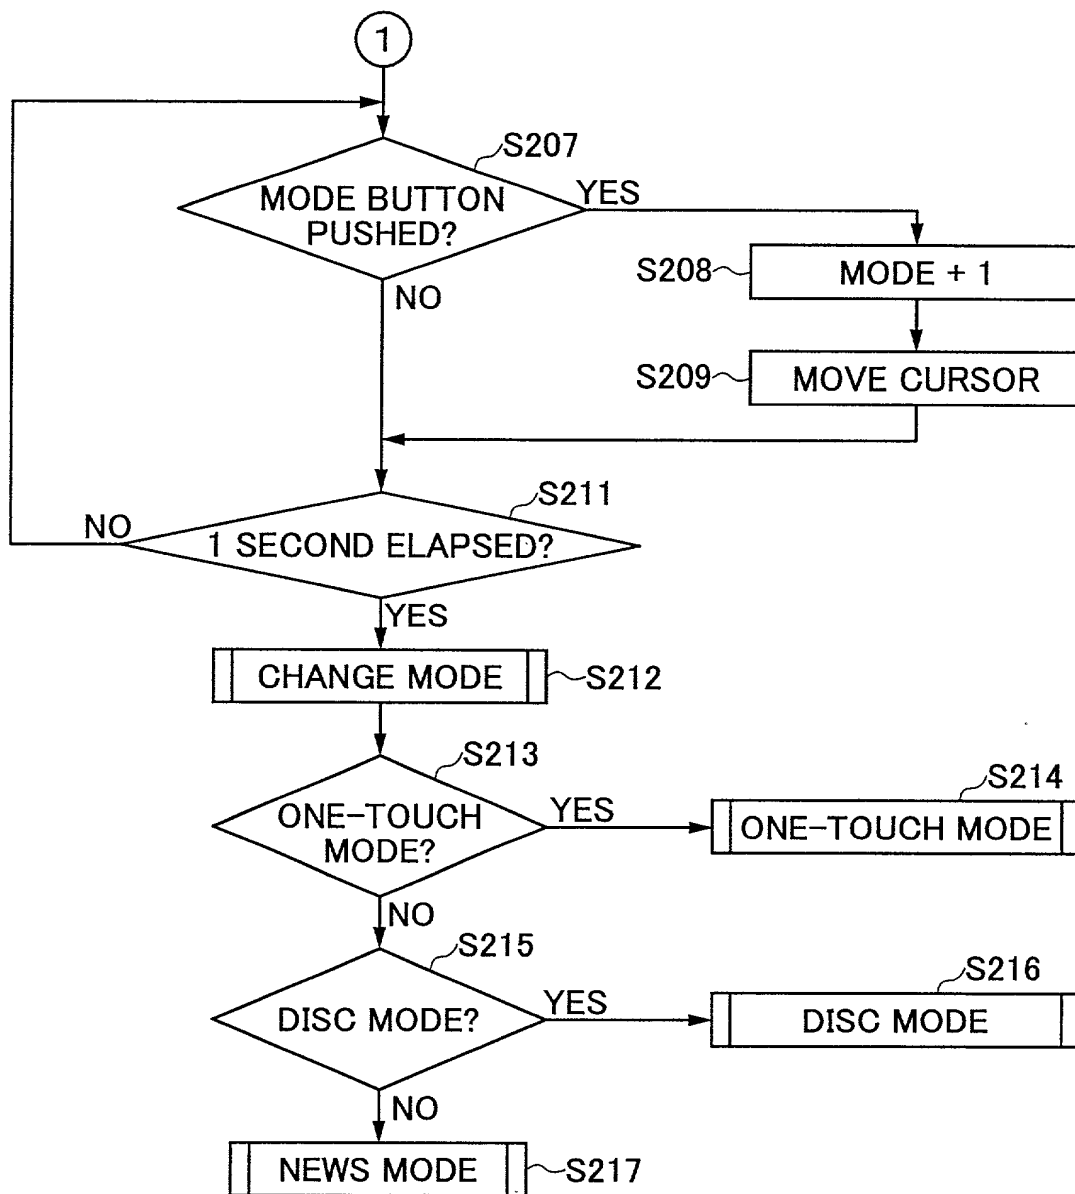 1
S207
MODE BUTTON
PUSHED?
YES
NO
S208
MODE + 1
S209
MOVE CURSOR
S211
NO
1 SECOND ELAPSED?
YES
CHANGE MODE
S212
S213
ONE-TOUCH
MODE?
YES
S214
ONE-TOUCH MODE
NO
S215
DISC MODE?
YES
S216
DISC MODE
NO
NEWS MODE
S217